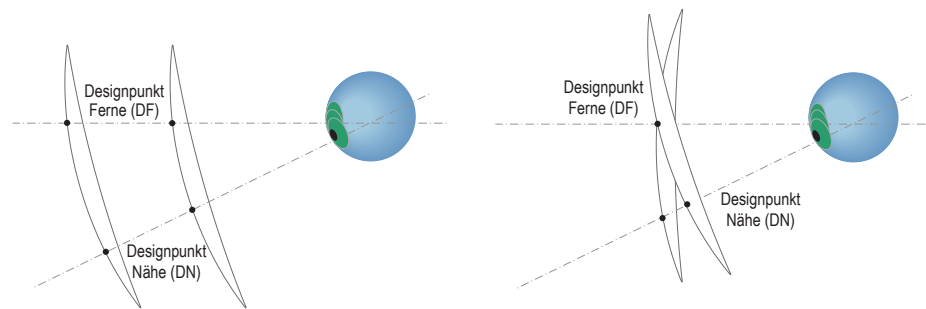 Designpunkt
Ferne (DF)
Designpunkt
Nähe (DN)
Designpunkt
Ferne (DF)
Designpunkt
Nähe (DN)